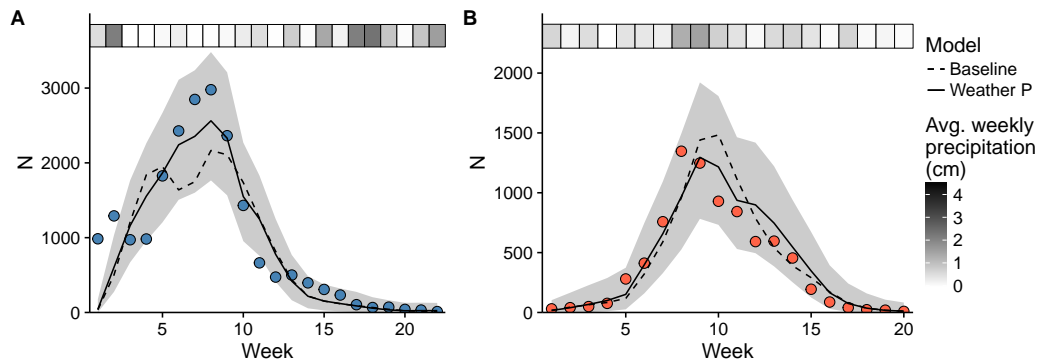 A
N
3000
2000
1000
0
5
10
15
20
Week
B
N
2000
1500
1000
500
0
5
10
15
20
Week
Model
Baseline
Weather P
Avg. weekly
precipitation
(cm)
4
3
2
1
0